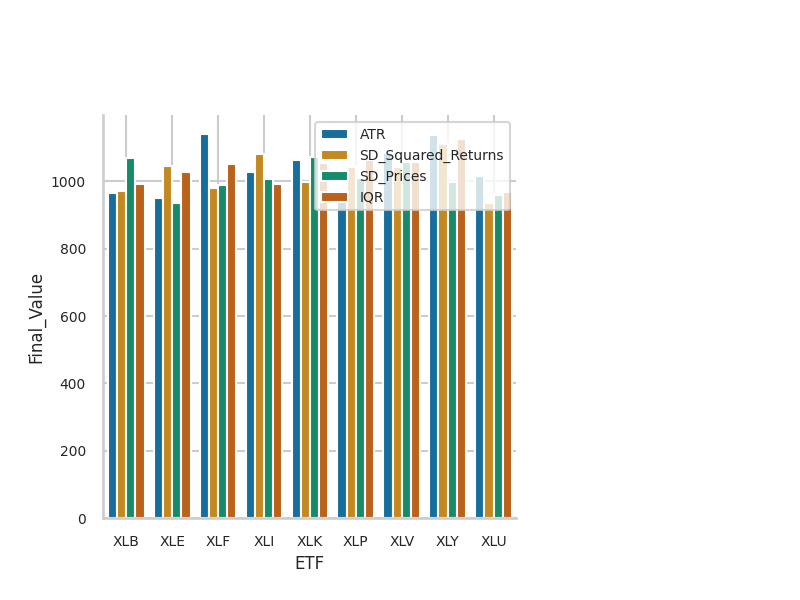 ATR
SD_Squared_Returns
SD_Prices
IQR
1000
800
600
400
200
0
Final_Value
XLB XLE XLF XLI XLK XLP XLV XLY XLU
ETF